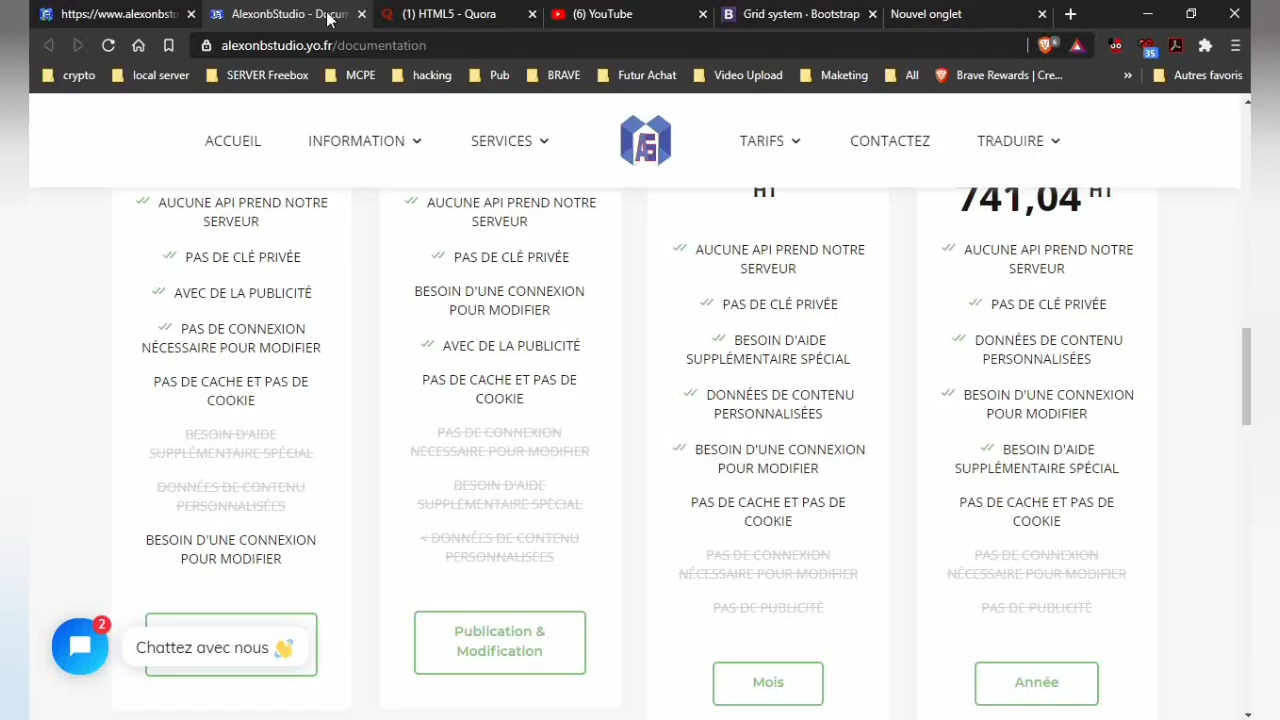 https://www.alexonbsto
AlexonbStudio - Docum
(1) HTML5 - Quora
(6) YouTube
Grid system · Bootstrap
Nouvel onglet
alexonbstudio.yo.fr/documentation
6
35
crypto
local server
SERVER Freebox
MCPE
hacking
Pub
BRAVE
Futur Achat
Video Upload
Maketing
All
Brave Rewards | Cre...
»
Autres favoris
ACCUEIL
INFORMATION
SERVICES
TARIFS
CONTACTEZ
TRADUIRE
AUCUNE API PREND NOTRE
SERVEUR
PAS DE CLÉ PRIVÉE
AVEC DE LA PUBLICITÉ
PAS DE CONNEXION
NÉCESSAIRE POUR MODIFIER
PAS DE CACHE ET PAS DE
COOKIE
BESOIN D'AIDE
SUPPLÉMENTAIRE SPÉCIAL
DONNÉES DE CONTENU
PERSONNALISÉES
BESOIN D'UNE CONNEXION
POUR MODIFIER
AUCUNE API PREND NOTRE
SERVEUR
PAS DE CLÉ PRIVÉE
BESOIN D'UNE CONNEXION
POUR MODIFIER
AVEC DE LA PUBLICITÉ
PAS DE CACHE ET PAS DE
COOKIE
PAS DE CONNEXION
NÉCESSAIRE POUR MODIFIER
BESOIN D'AIDE
SUPPLÉMENTAIRE SPÉCIAL
< DONNÉES DE CONTENU
PERSONNALISÉES
Publication &
Modification
HT
AUCUNE API PREND NOTRE
SERVEUR
PAS DE CLÉ PRIVÉE
BESOIN D'AIDE
SUPPLÉMENTAIRE SPÉCIAL
DONNÉES DE CONTENU
PERSONNALISÉES
BESOIN D'UNE CONNEXION
POUR MODIFIER
PAS DE CACHE ET PAS DE
COOKIE
PAS DE CONNEXION
NÉCESSAIRE POUR MODIFIER
PAS DE PUBLICITÉ
Mois
741,04 HT
AUCUNE API PREND NOTRE
SERVEUR
PAS DE CLÉ PRIVÉE
DONNÉES DE CONTENU
PERSONNALISÉES
BESOIN D'UNE CONNEXION
POUR MODIFIER
BESOIN D'AIDE
SUPPLÉMENTAIRE SPÉCIAL
PAS DE CACHE ET PAS DE
COOKIE
PAS DE CONNEXION
NÉCESSAIRE POUR MODIFIER
PAS DE PUBLICITÉ
Année
2
Chattez avec nous 👋